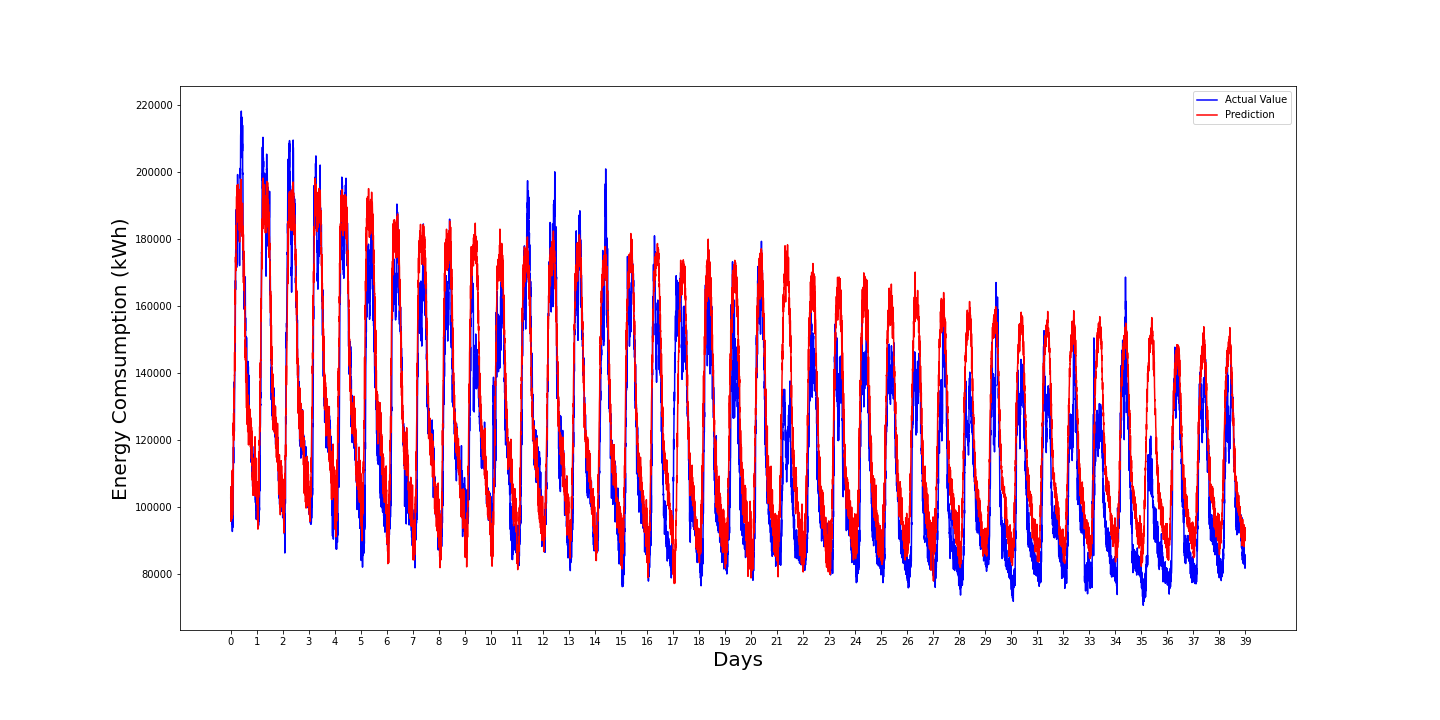 Actual Value
Prediction
220000
200000
180000
160000
140000
120000
100000
80000
Energy Comsumption (kWh)
0 1 2 3 4 5 6 7 8 9 10 11 12 13 14 15 16 17 18 19 20 21 22 23 24 25 26 27 28 29 30 31 32 33 34 35 36 37 38 39
Days